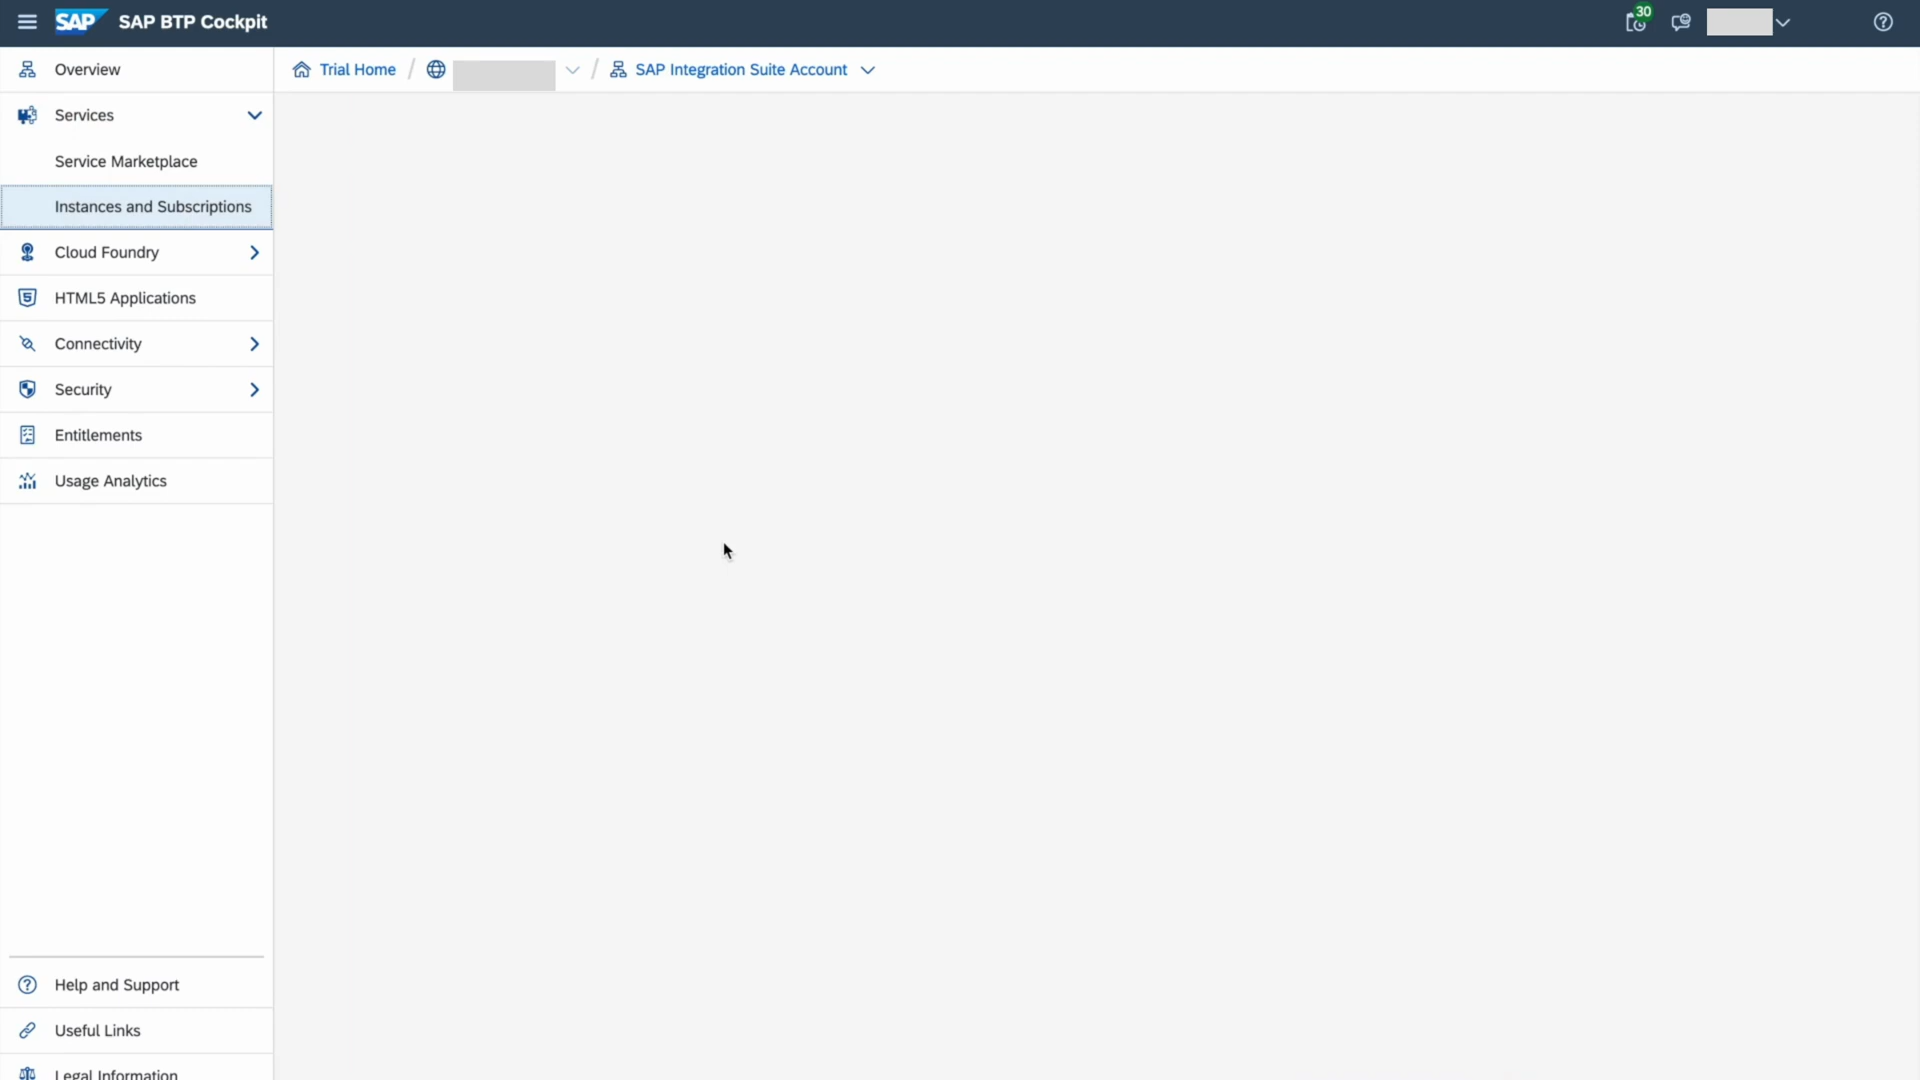 SAP SAP BTP Cockpit
30
Overview
Trial Home / / SAP Integration Suite Account
Services
Service Marketplace
Instances and Subscriptions
Cloud Foundry
HTML5 Applications
Connectivity
Security
Entitlements
Usage Analytics
Help and Support
Useful Links
Legal Information